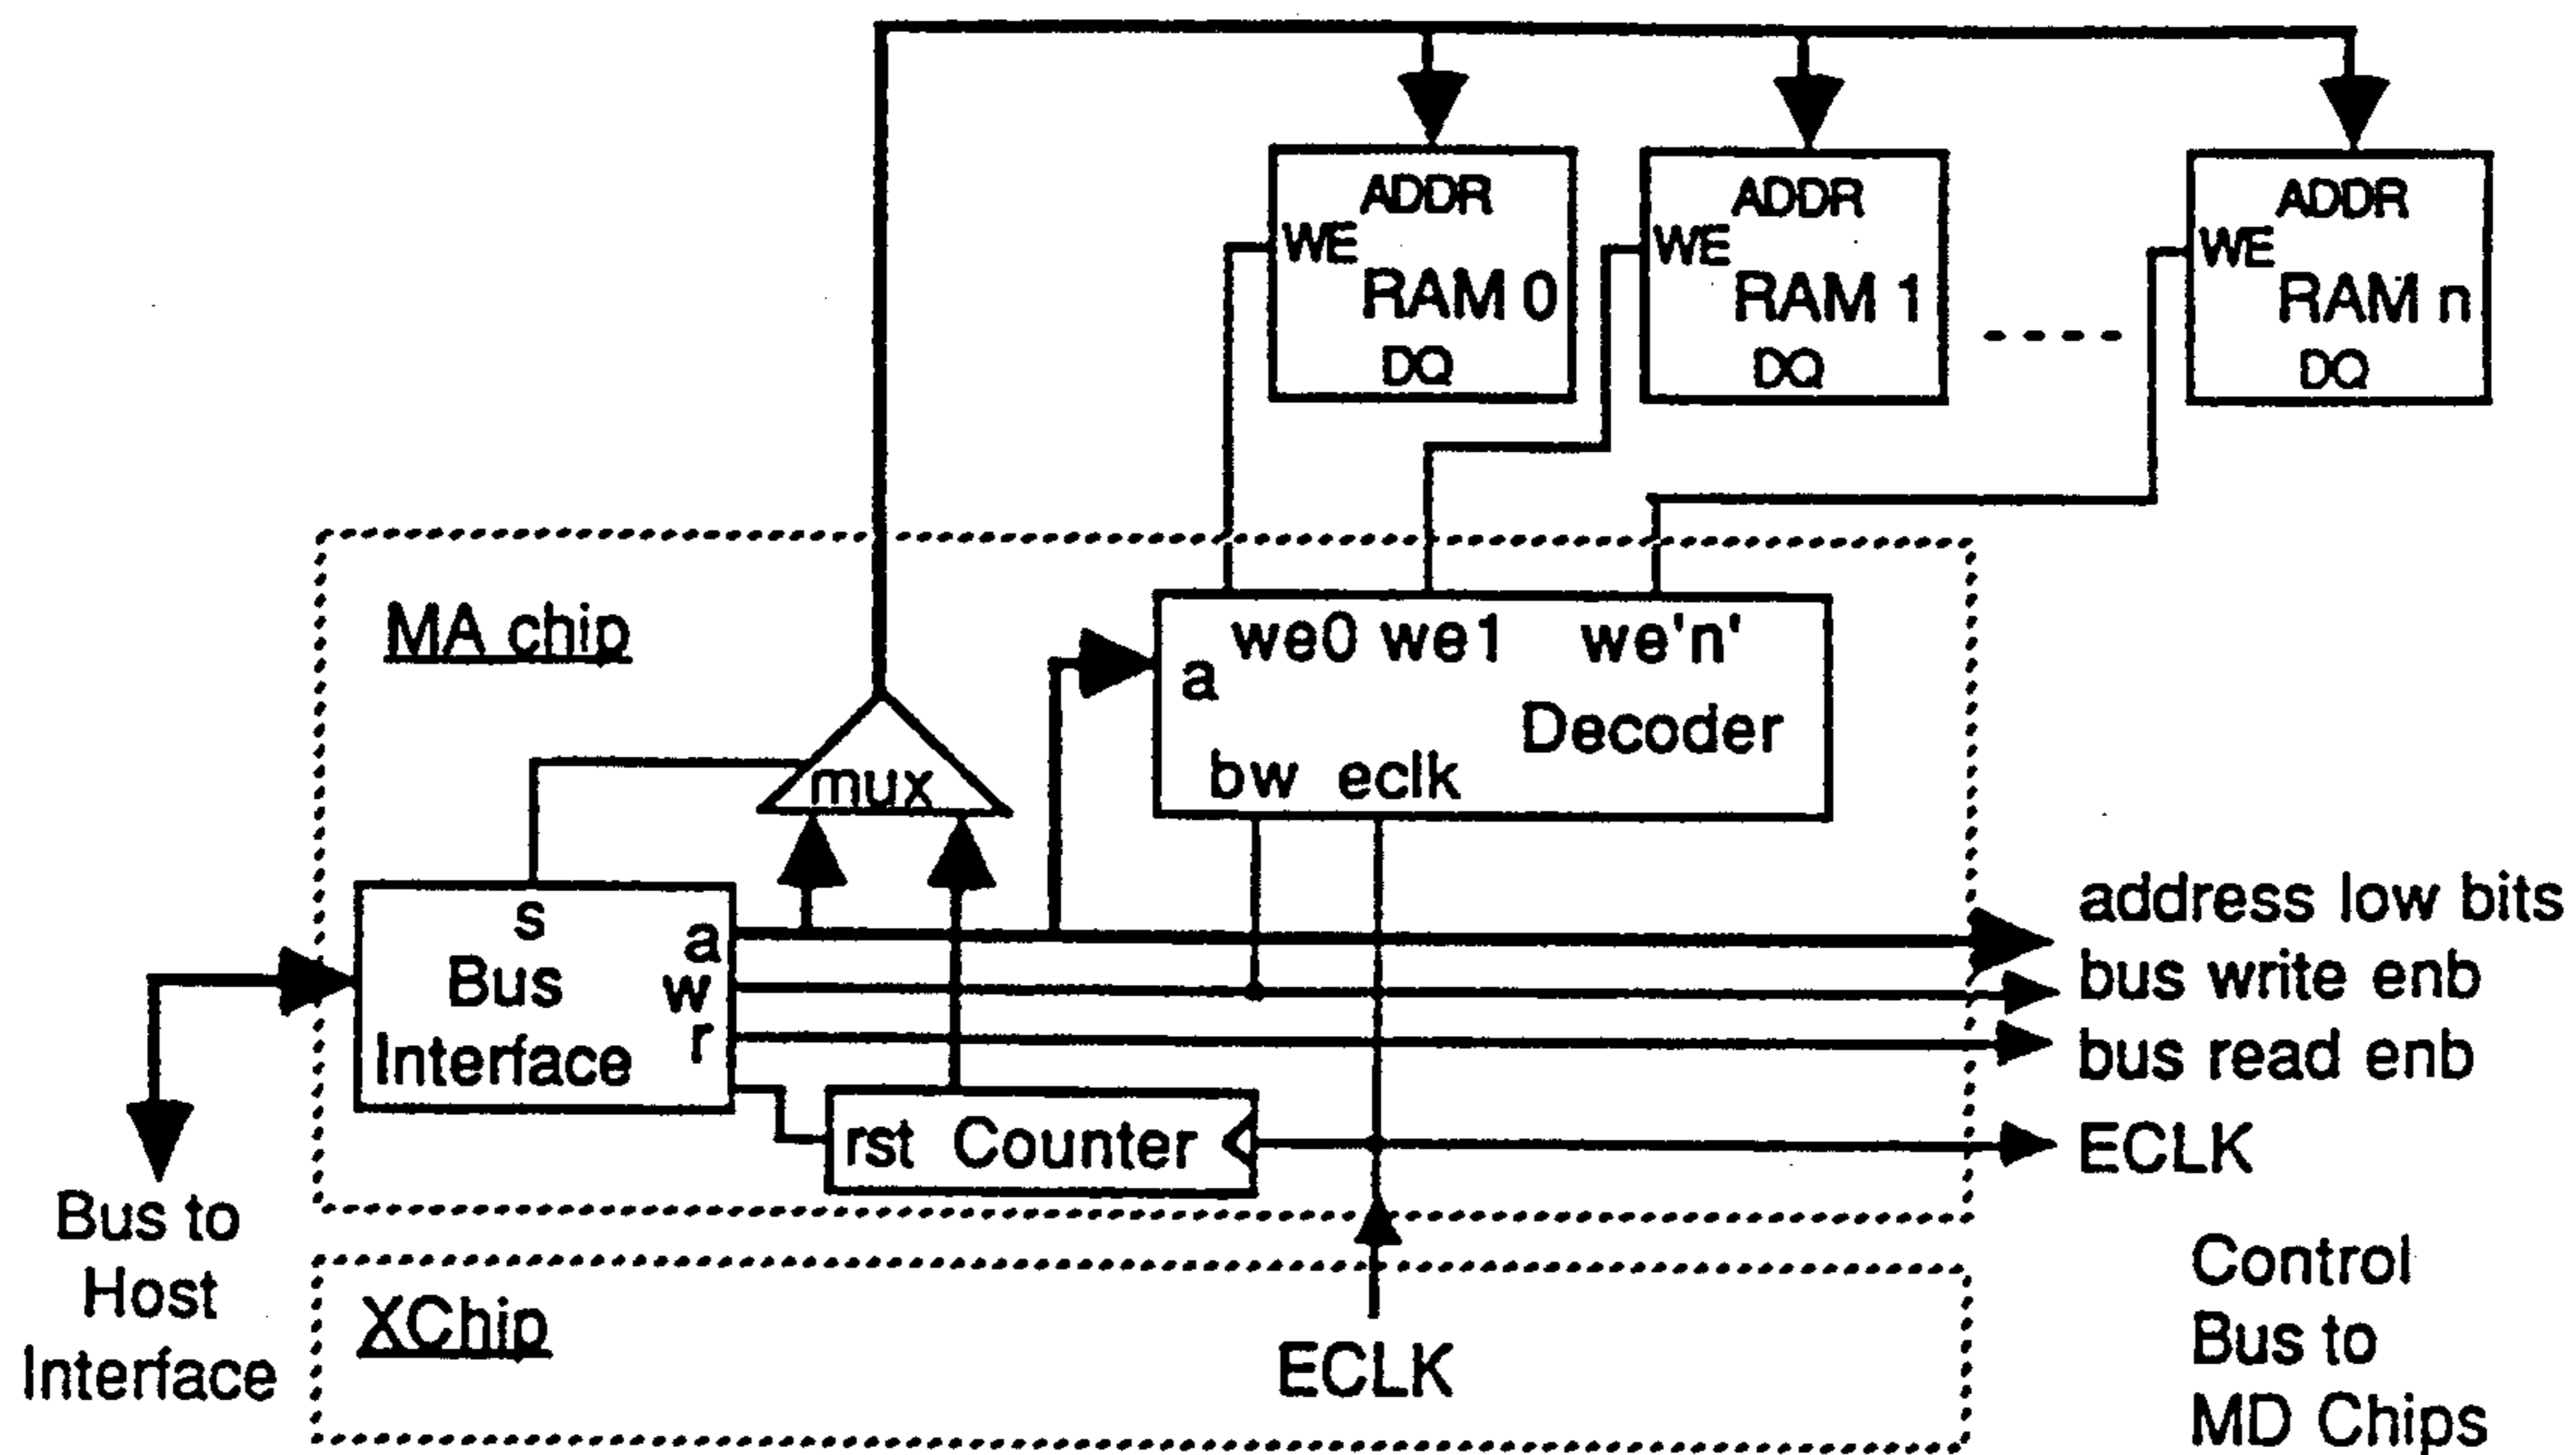 ADDR
WE
RAM 0
DQ
ADDR
WE
RAM 1
DQ
ADDR
WE
RAM n
DQ
MA chip
we0 we1 we'n'
a
Decoder
bw eclk
mux
s
a
Bus
w
Interface
r
rst Counter
address low bits
bus write enb
bus read enb
ECLK
Bus to
Host
Interface
XChip
ECLK
Control
Bus to
MD Chips